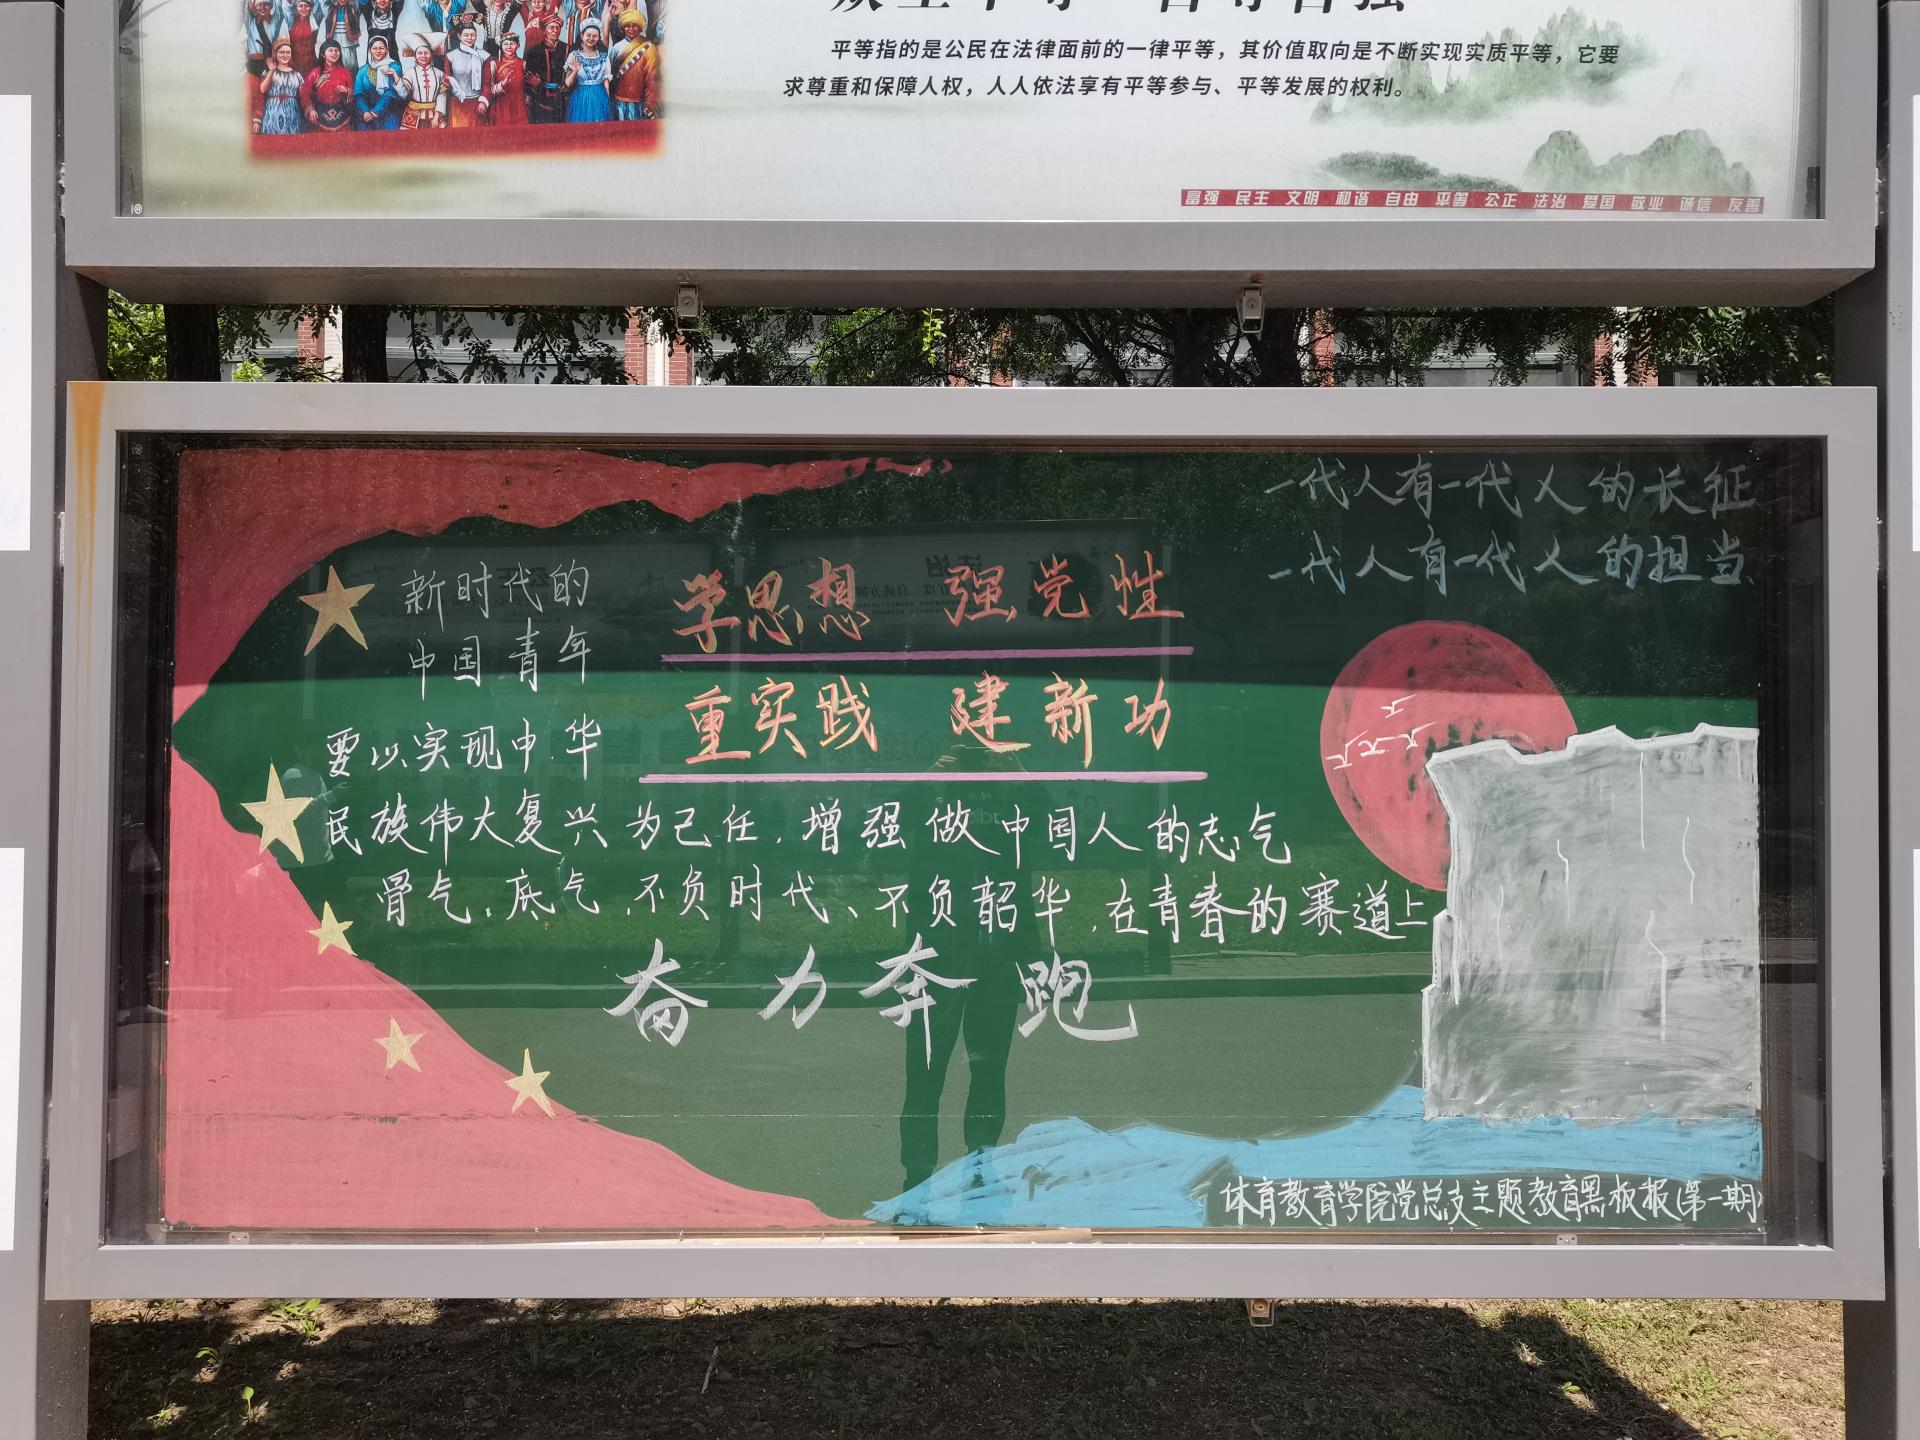 平等指的是公民在法律面前的一律平等，其价值取向是不断实现实质平等，它要
求尊重和保障人权，人人依法享有平等参与、平等发展的权利。
富强 民主 文明 和谐 自由 平等 公正 法治 爱国 敬业 诚信 友善
一代人有一代人的长征
一代人有一代人的担当
学思想 强党性
重实践 建新功
新时代的
中国青年
要以实现中华
民族伟大复兴为己任，增强做中国人的志气
骨气、底气，不负时代、不负韶华，在青春的赛道上
奋力奔跑
体育教育学院党总支主题教育黑板报(第一期)